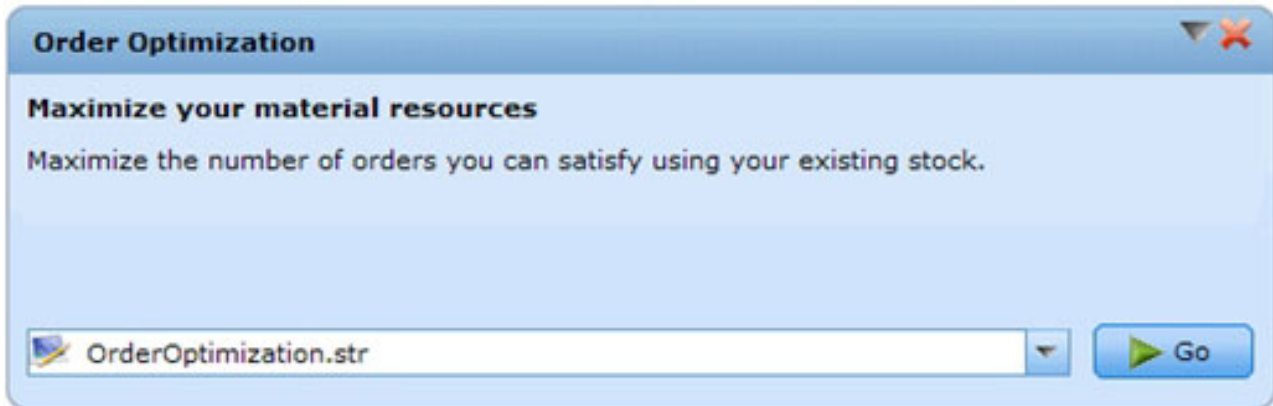 Order Optimization
Maximize your material resources
Maximize the number of orders you can satisfy using your existing stock.
OrderOptimization.str
Go